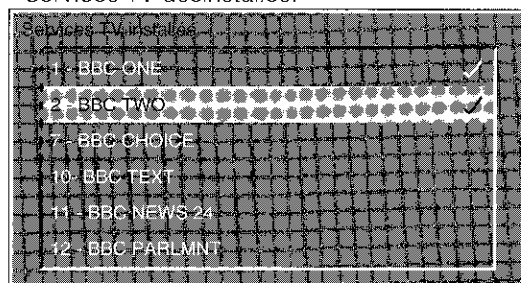 Services TV installés
1 - BBC ONE
2 - BBC TWO
7 - BBC CHOICE
10- BBC TEXT
11 - BBC NEWS 24
12 - BBC PARLMNT